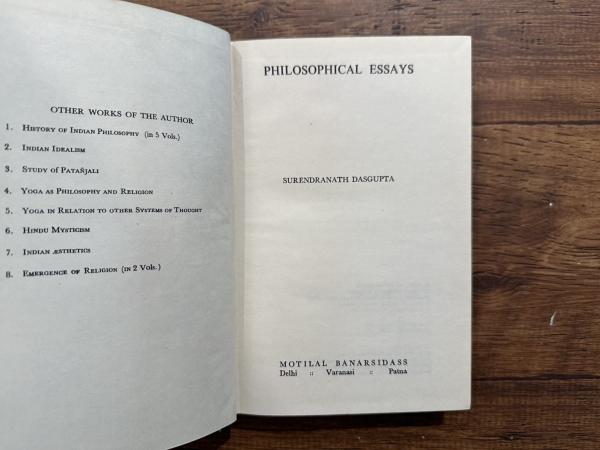 OTHER WORKS OF THE AUTHOR
1. History of Indian Philosophy (in 5 Vols.)
2. Indian Idealism
3. Study of Patañjali
4. Yoga as Philosophy and Religion
5. Yoga in Relation to other Systems of Thought
6. Hindu Mysticism
7. Indian Æsthetics
8. Emergence of Religion (in 2 Vols.)
PHILOSOPHICAL ESSAYS
SURENDRANATH DASGUPTA
MOTILAL BANARSIDASS
Delhi :: Varanasi :: Patna